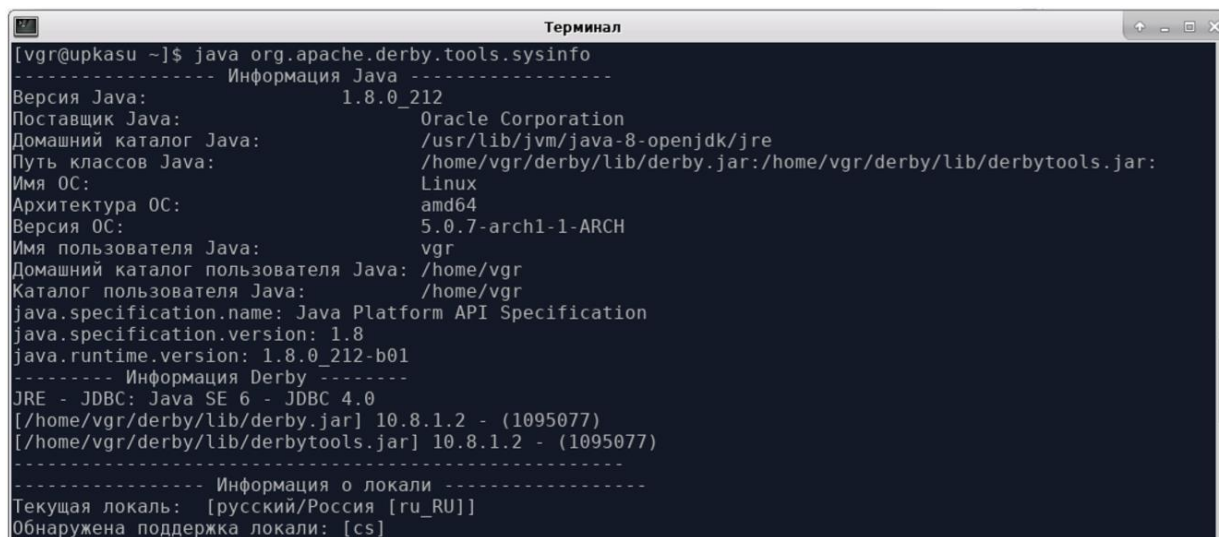 Терминал
[vgr@upkasu ~]$ java org.apache.derby.tools.sysinfo
------------------ Информация Java ------------------
Версия Java:                 1.8.0_212
Поставщик Java:                     Oracle Corporation
Домашний каталог Java:              /usr/lib/jvm/java-8-openjdk/jre
Путь классов Java:                  /home/vgr/derby/lib/derby.jar:/home/vgr/derby/lib/derbytools.jar:
Имя ОС:                             Linux
Архитектура ОС:                     amd64
Версия ОС:                          5.0.7-arch1-1-ARCH
Имя пользователя Java:              vgr
Домашний каталог пользователя Java: /home/vgr
Каталог пользователя Java:          /home/vgr
java.specification.name: Java Platform API Specification
java.specification.version: 1.8
java.runtime.version: 1.8.0_212-b01
--------- Информация Derby --------
JRE - JDBC: Java SE 6 - JDBC 4.0
[/home/vgr/derby/lib/derby.jar] 10.8.1.2 - (1095077)
[/home/vgr/derby/lib/derbytools.jar] 10.8.1.2 - (1095077)
------------------------------------------------------
----------------- Информация о локали ------------------
Текущая локаль:  [русский/Россия [ru_RU]]
Обнаружена поддержка локали: [cs]